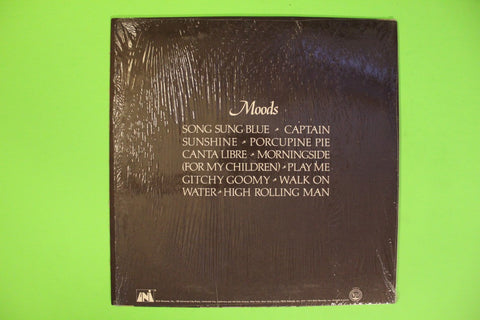 Moods
SONG SUNG BLUE • CAPTAIN
SUNSHINE • PORCUPINE PIE
CANTA LIBRE • MORNINGSIDE
(FOR MY CHILDREN) • PLAY ME
GITCHY GOOMY • WALK ON
WATER • HIGH ROLLING MAN
UNI